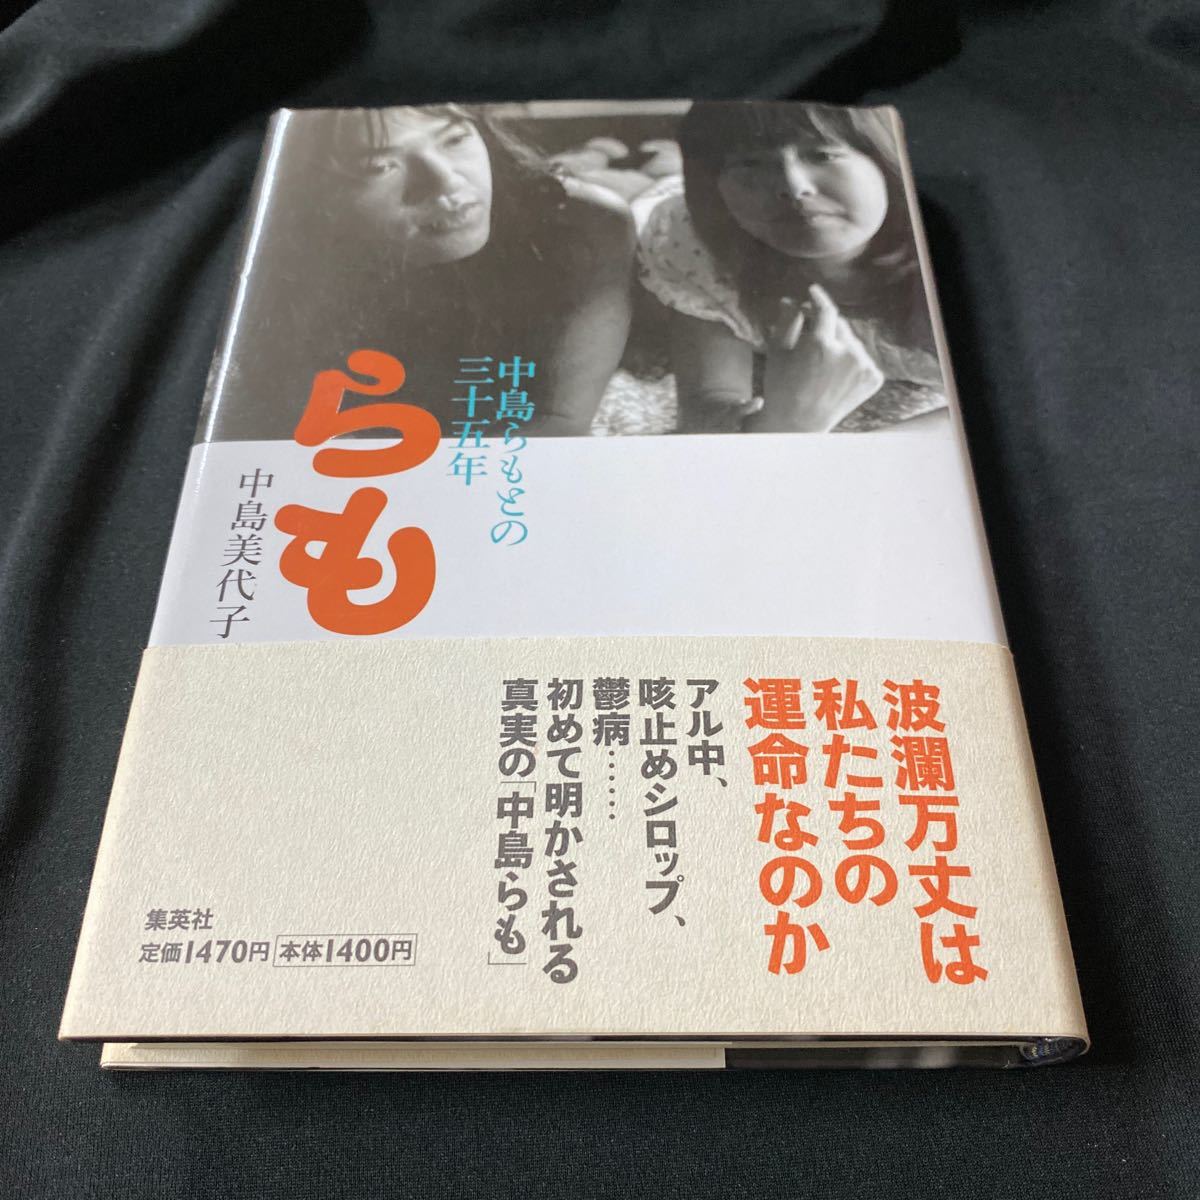 中島らもとの
三十五年
らも
中島美代子
波瀾万丈は
私たちの
運命なのか
アル中、
咳止めシロップ、
鬱病……
初めて明かされる
真実の「中島らも」
集英社
定価1470円 本体1400円